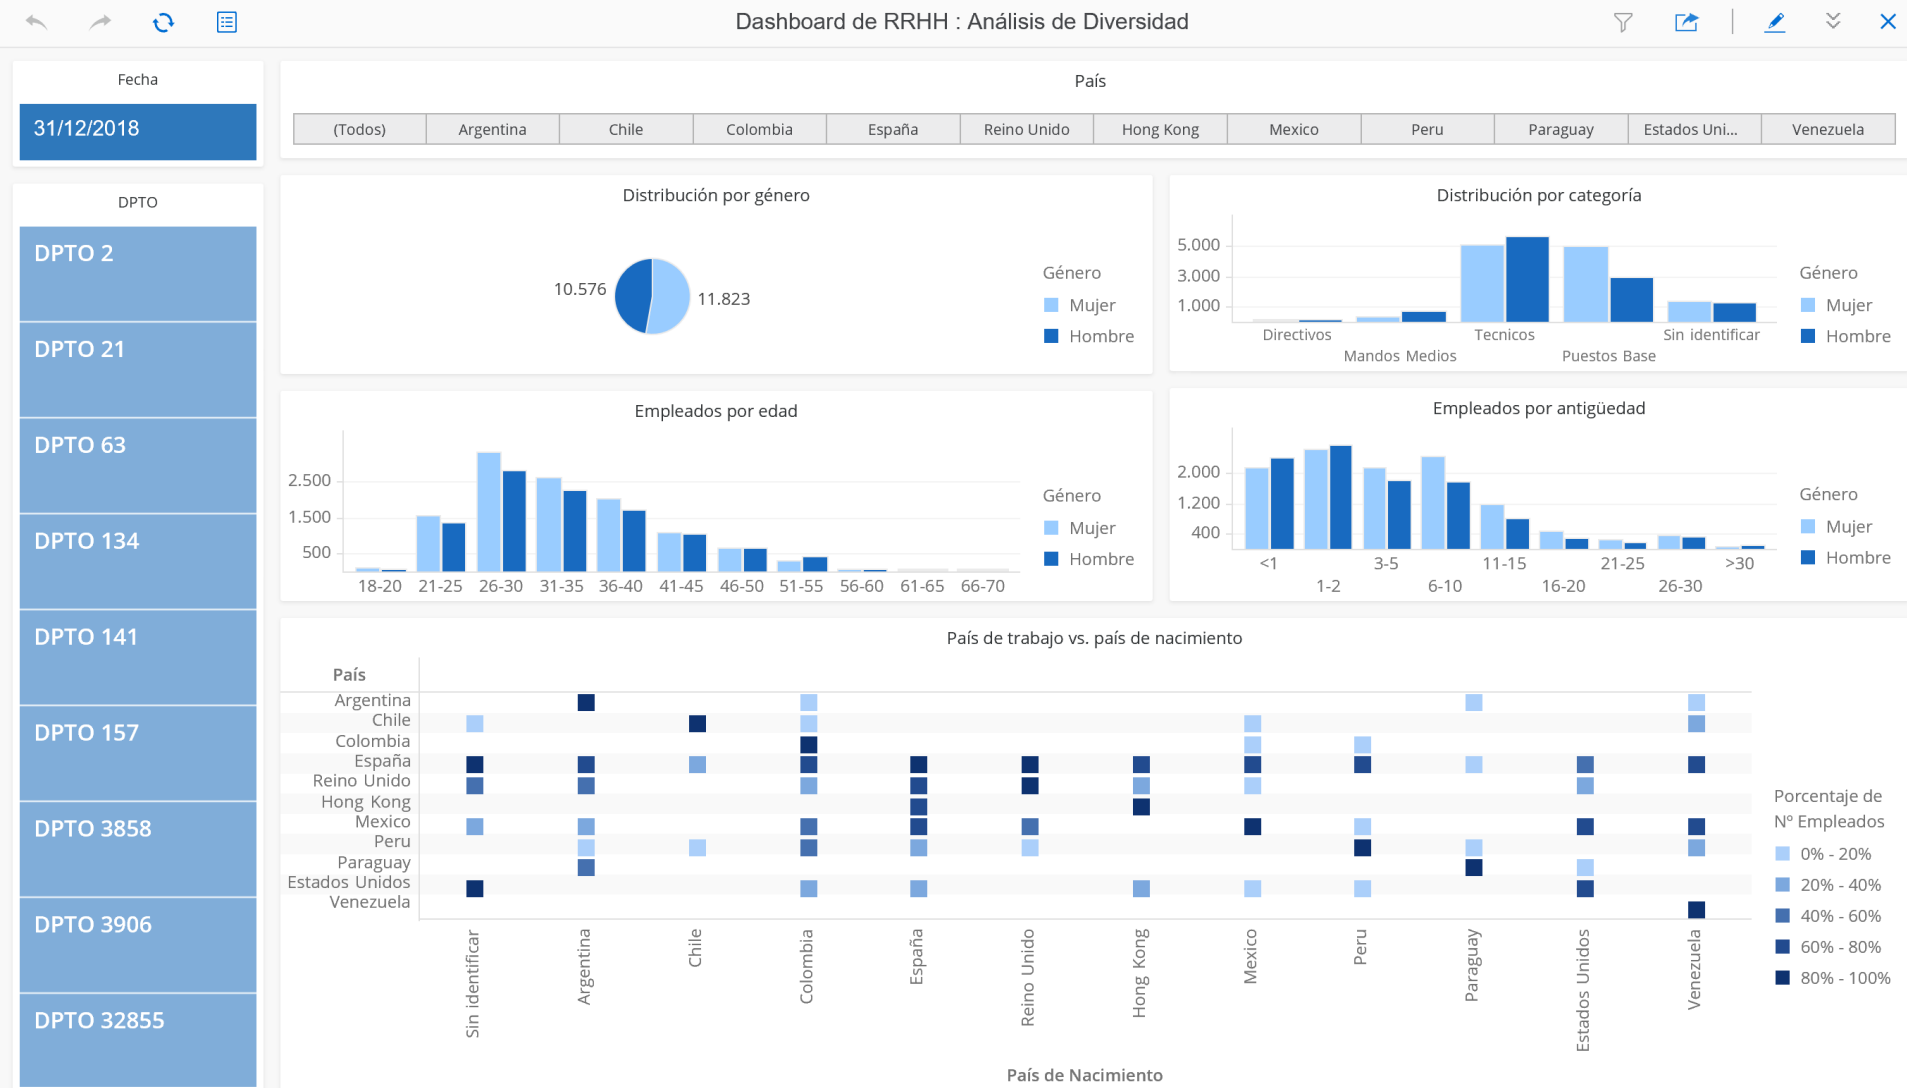 Dashboard de RRHH : Análisis de Diversidad
Fecha
31/12/2018
DPTO
DPTO 2
DPTO 21
DPTO 63
DPTO 134
DPTO 141
DPTO 157
DPTO 3858
DPTO 3906
DPTO 32855
País
(Todos) Argentina Chile Colombia España Reino Unido Hong Kong Mexico Peru Paraguay Estados Uni... Venezuela
Distribución por género
10.576
11.823
Género
Mujer
Hombre
Distribución por categoría
5.000
3.000
1.000
Directivos Tecnicos Sin identificar
Mandos Medios Puestos Base
Género
Mujer
Hombre
Empleados por edad
2.500
1.500
500
18-20 21-25 26-30 31-35 36-40 41-45 46-50 51-55 56-60 61-65 66-70
Género
Mujer
Hombre
Empleados por antigüedad
2.000
1.200
400
<1 3-5 11-15 21-25 >30
1-2 6-10 16-20 26-30
Género
Mujer
Hombre
País de trabajo vs. país de nacimiento
País
Argentina
Chile
Colombia
España
Reino Unido
Hong Kong
Mexico
Peru
Paraguay
Estados Unidos
Venezuela
Sin identificar
Argentina
Chile
Colombia
España
Reino Unido
Hong Kong
Mexico
Peru
Paraguay
Estados Unidos
Venezuela
País de Nacimiento
Porcentaje de
Nº Empleados
0% - 20%
20% - 40%
40% - 60%
60% - 80%
80% - 100%